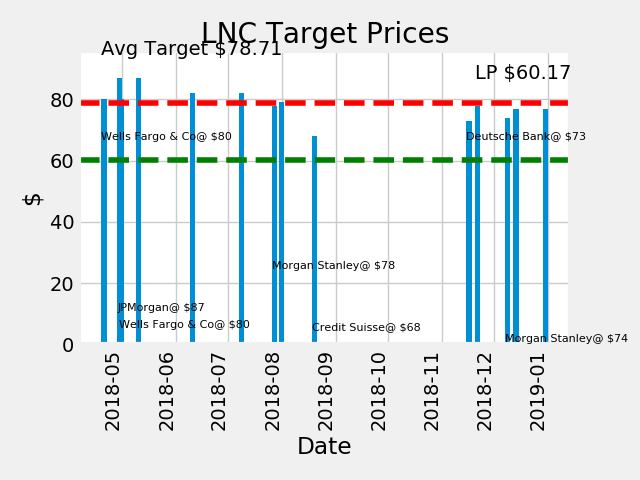 LNC Target Prices
Avg Target $78.71
LP $60.17
80
Wells Fargo & Co@ $80
Deutsche Bank@ $73
60
$
40
Morgan Stanley@ $78
20
JPMorgan@ $87
Wells Fargo & Co@ $80
Credit Suisse@ $68
Morgan Stanley@ $74
0
2018-05
2018-06
2018-07
2018-08
2018-09
2018-10
2018-11
2018-12
2019-01
Date